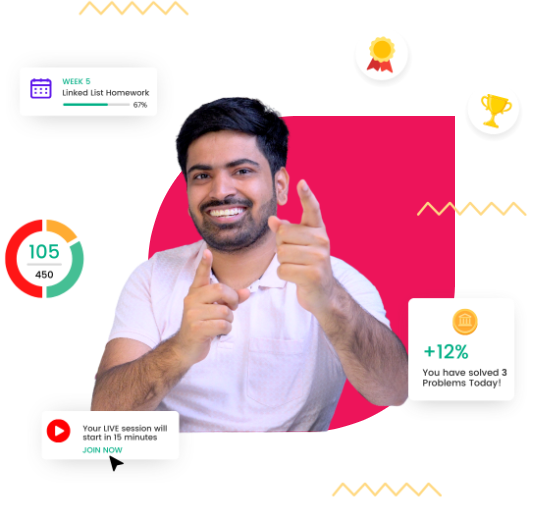 WEEK 5
Linked List Homework
67%
105
450
+12%
You have solved 3
Problems Today!
Your LIVE session will
start in 15 minutes
JOIN NOW